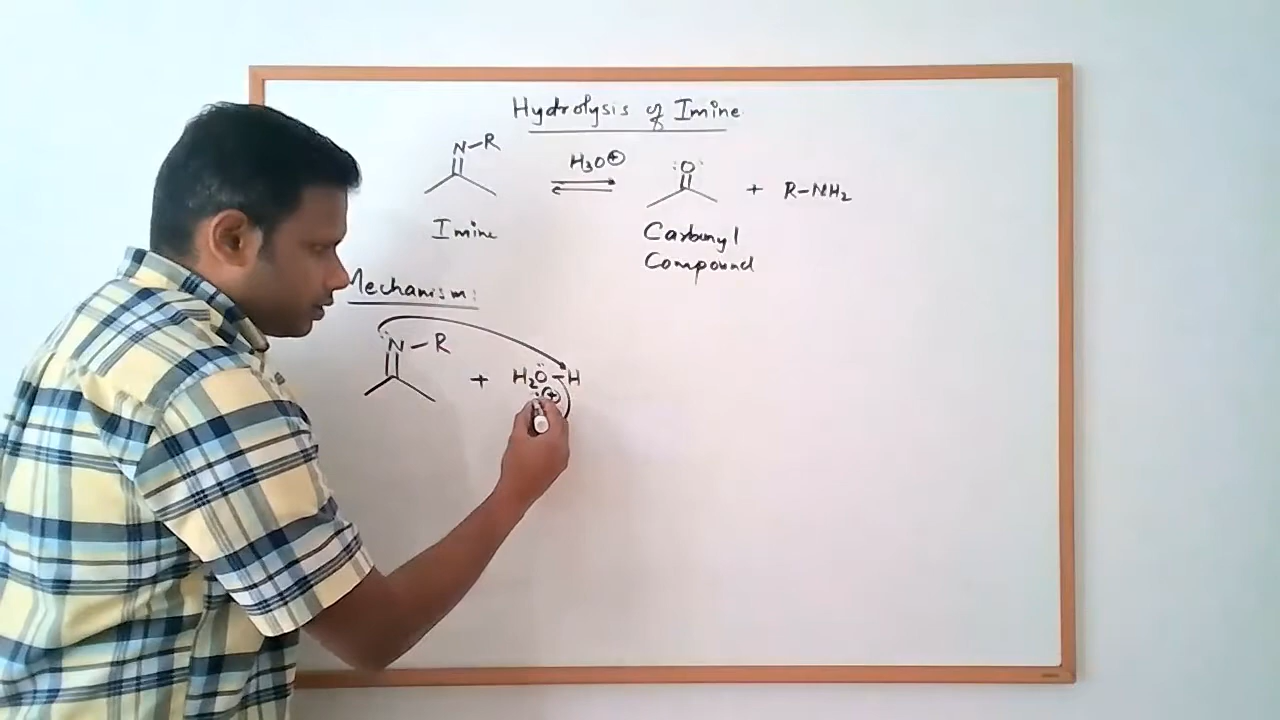 Hydrolysis of Imine
N-R H3O⊕ :O: + R-NH2
Imine Carbonyl
Compound
Mechanism:
N-R + H2O-H
⊕